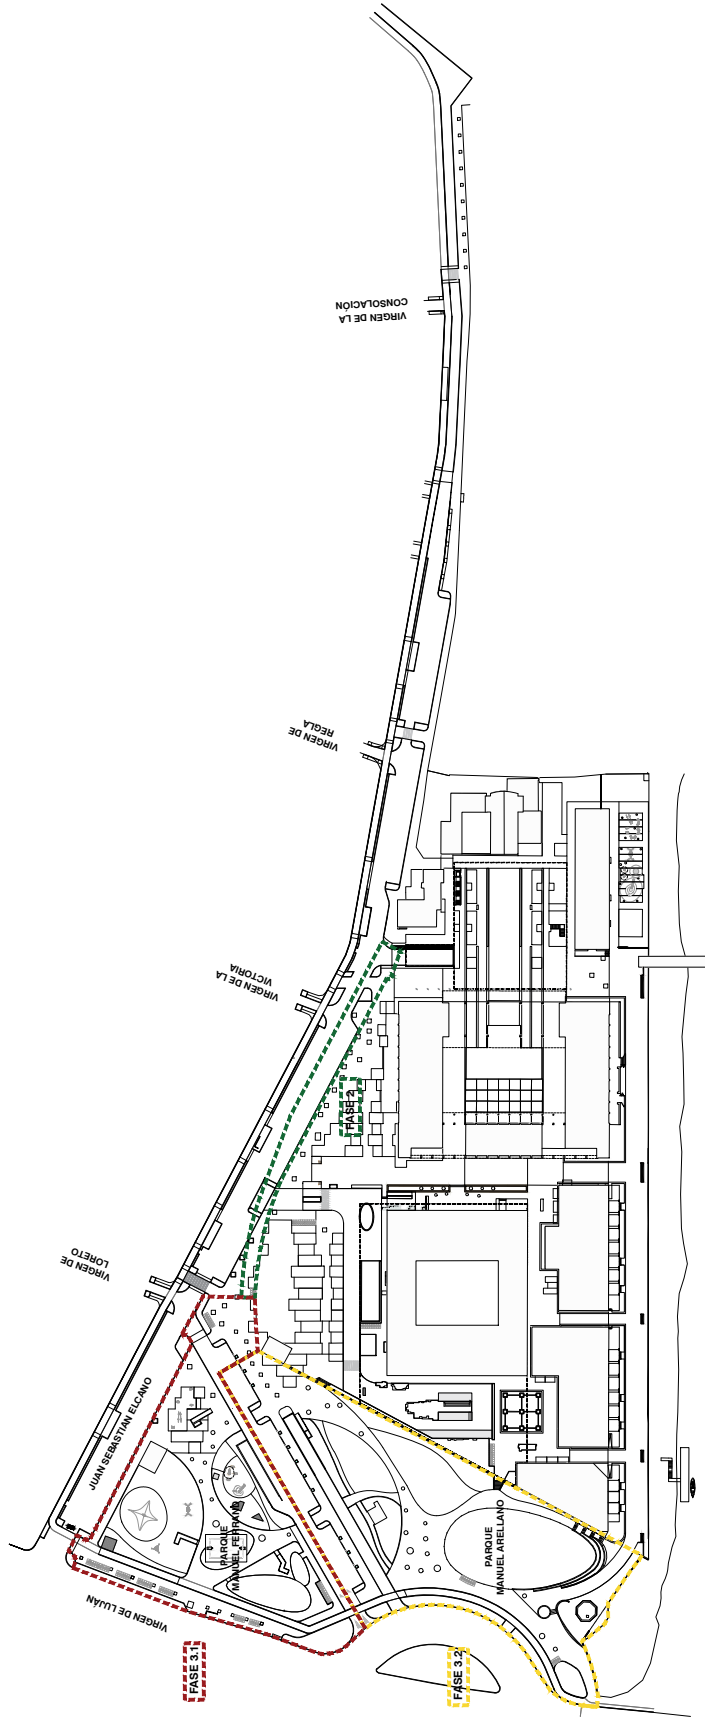 VIRGEN DE LA
CONSOLACIÓN
VIRGEN DE
REGLA
VIRGEN DE LA
VICTORIA
FASE 2
VIRGEN DE
LORETO
JUAN SEBASTIAN ELCANO
PARQUE
MANUEL FERRAND
PARQUE
MANUEL ARELLANO
VIRGEN DE LUJÁN
FASE 3.1
FASE 3.2